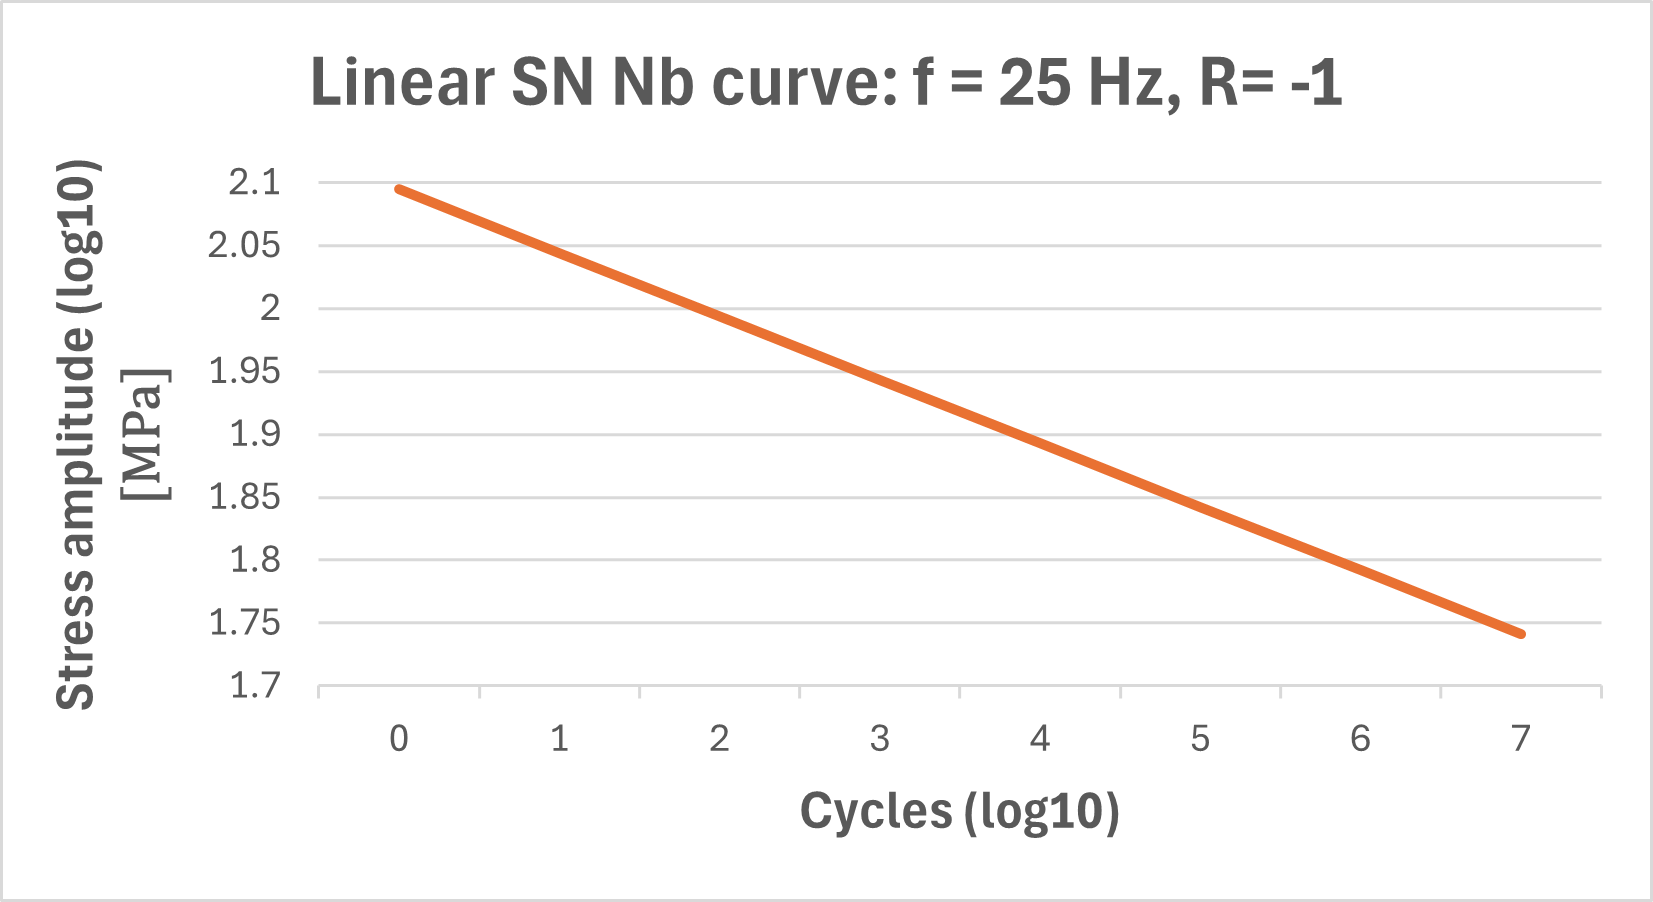 Linear SN Nb curve: f = 25 Hz, R= -1
Stress amplitude (log10)
[MPa]
2.1
2.05
2
1.95
1.9
1.85
1.8
1.75
1.7
0 1 2 3 4 5 6 7
Cycles (log10)